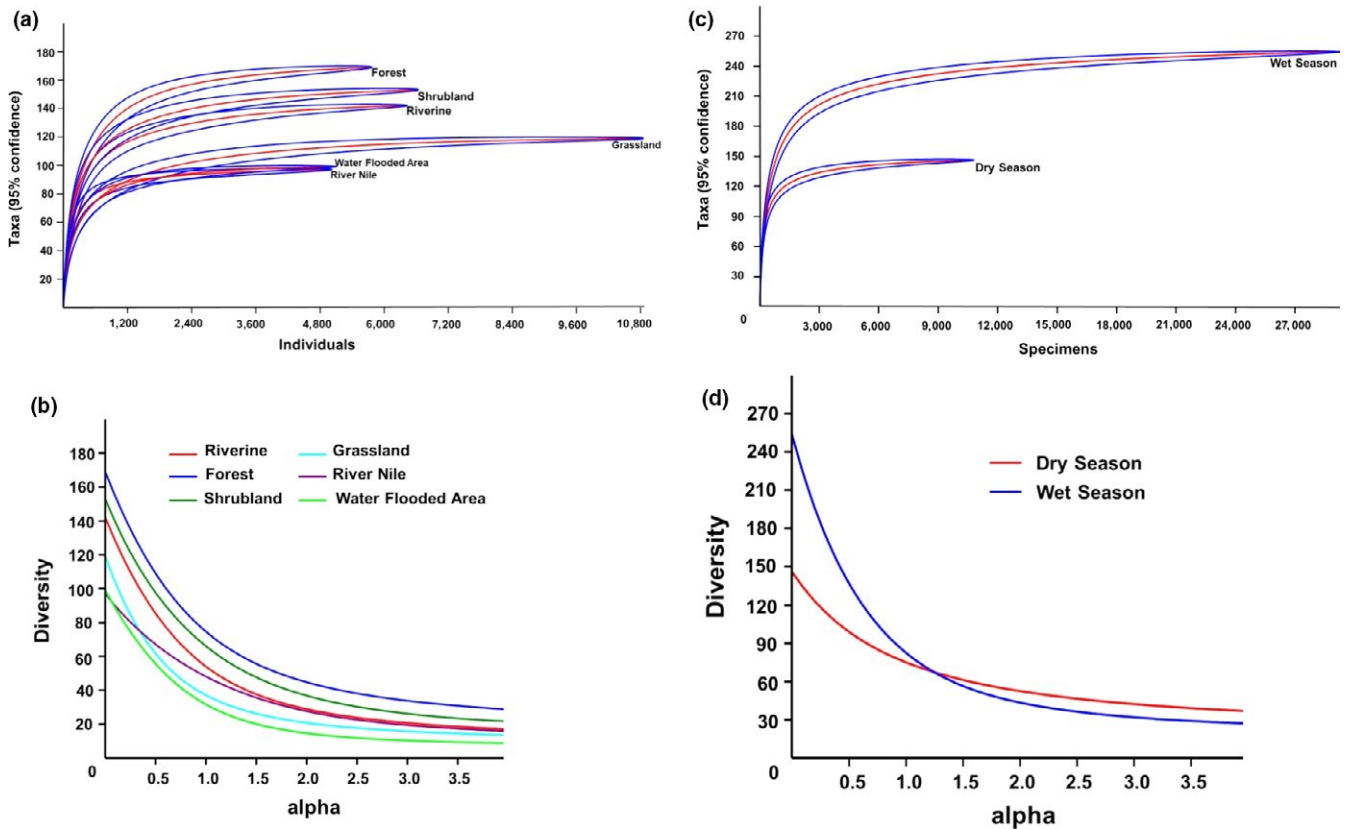 (a)
Taxa (95% confidence)
180
160
140
120
100
80
60
40
20
Forest
Shrubland
Riverine
Grassland
Water Flooded Area
River Nile
1,200 2,400 3,600 4,800 6,000 7,200 8,400 9.600 10,800
Individuals
(c)
Taxa (95% confidence)
270
240
210
180
150
120
90
60
30
0
Wet Season
Dry Season
3,000 6,000 9,000 12,000 15,000 18,000 21,000 24,000 27,000
Specimens
(b)
Diversity
180
160
140
120
100
80
60
40
20
0
Riverine Grassland
Forest River Nile
Shrubland Water Flooded Area
0.5 1.0 1.5 2.0 2.5 3.0 3.5
alpha
(d)
Diversity
270
240
210
180
150
120
90
60
30
0
Dry Season
Wet Season
0.5 1.0 1.5 2.0 2.5 3.0 3.5
alpha